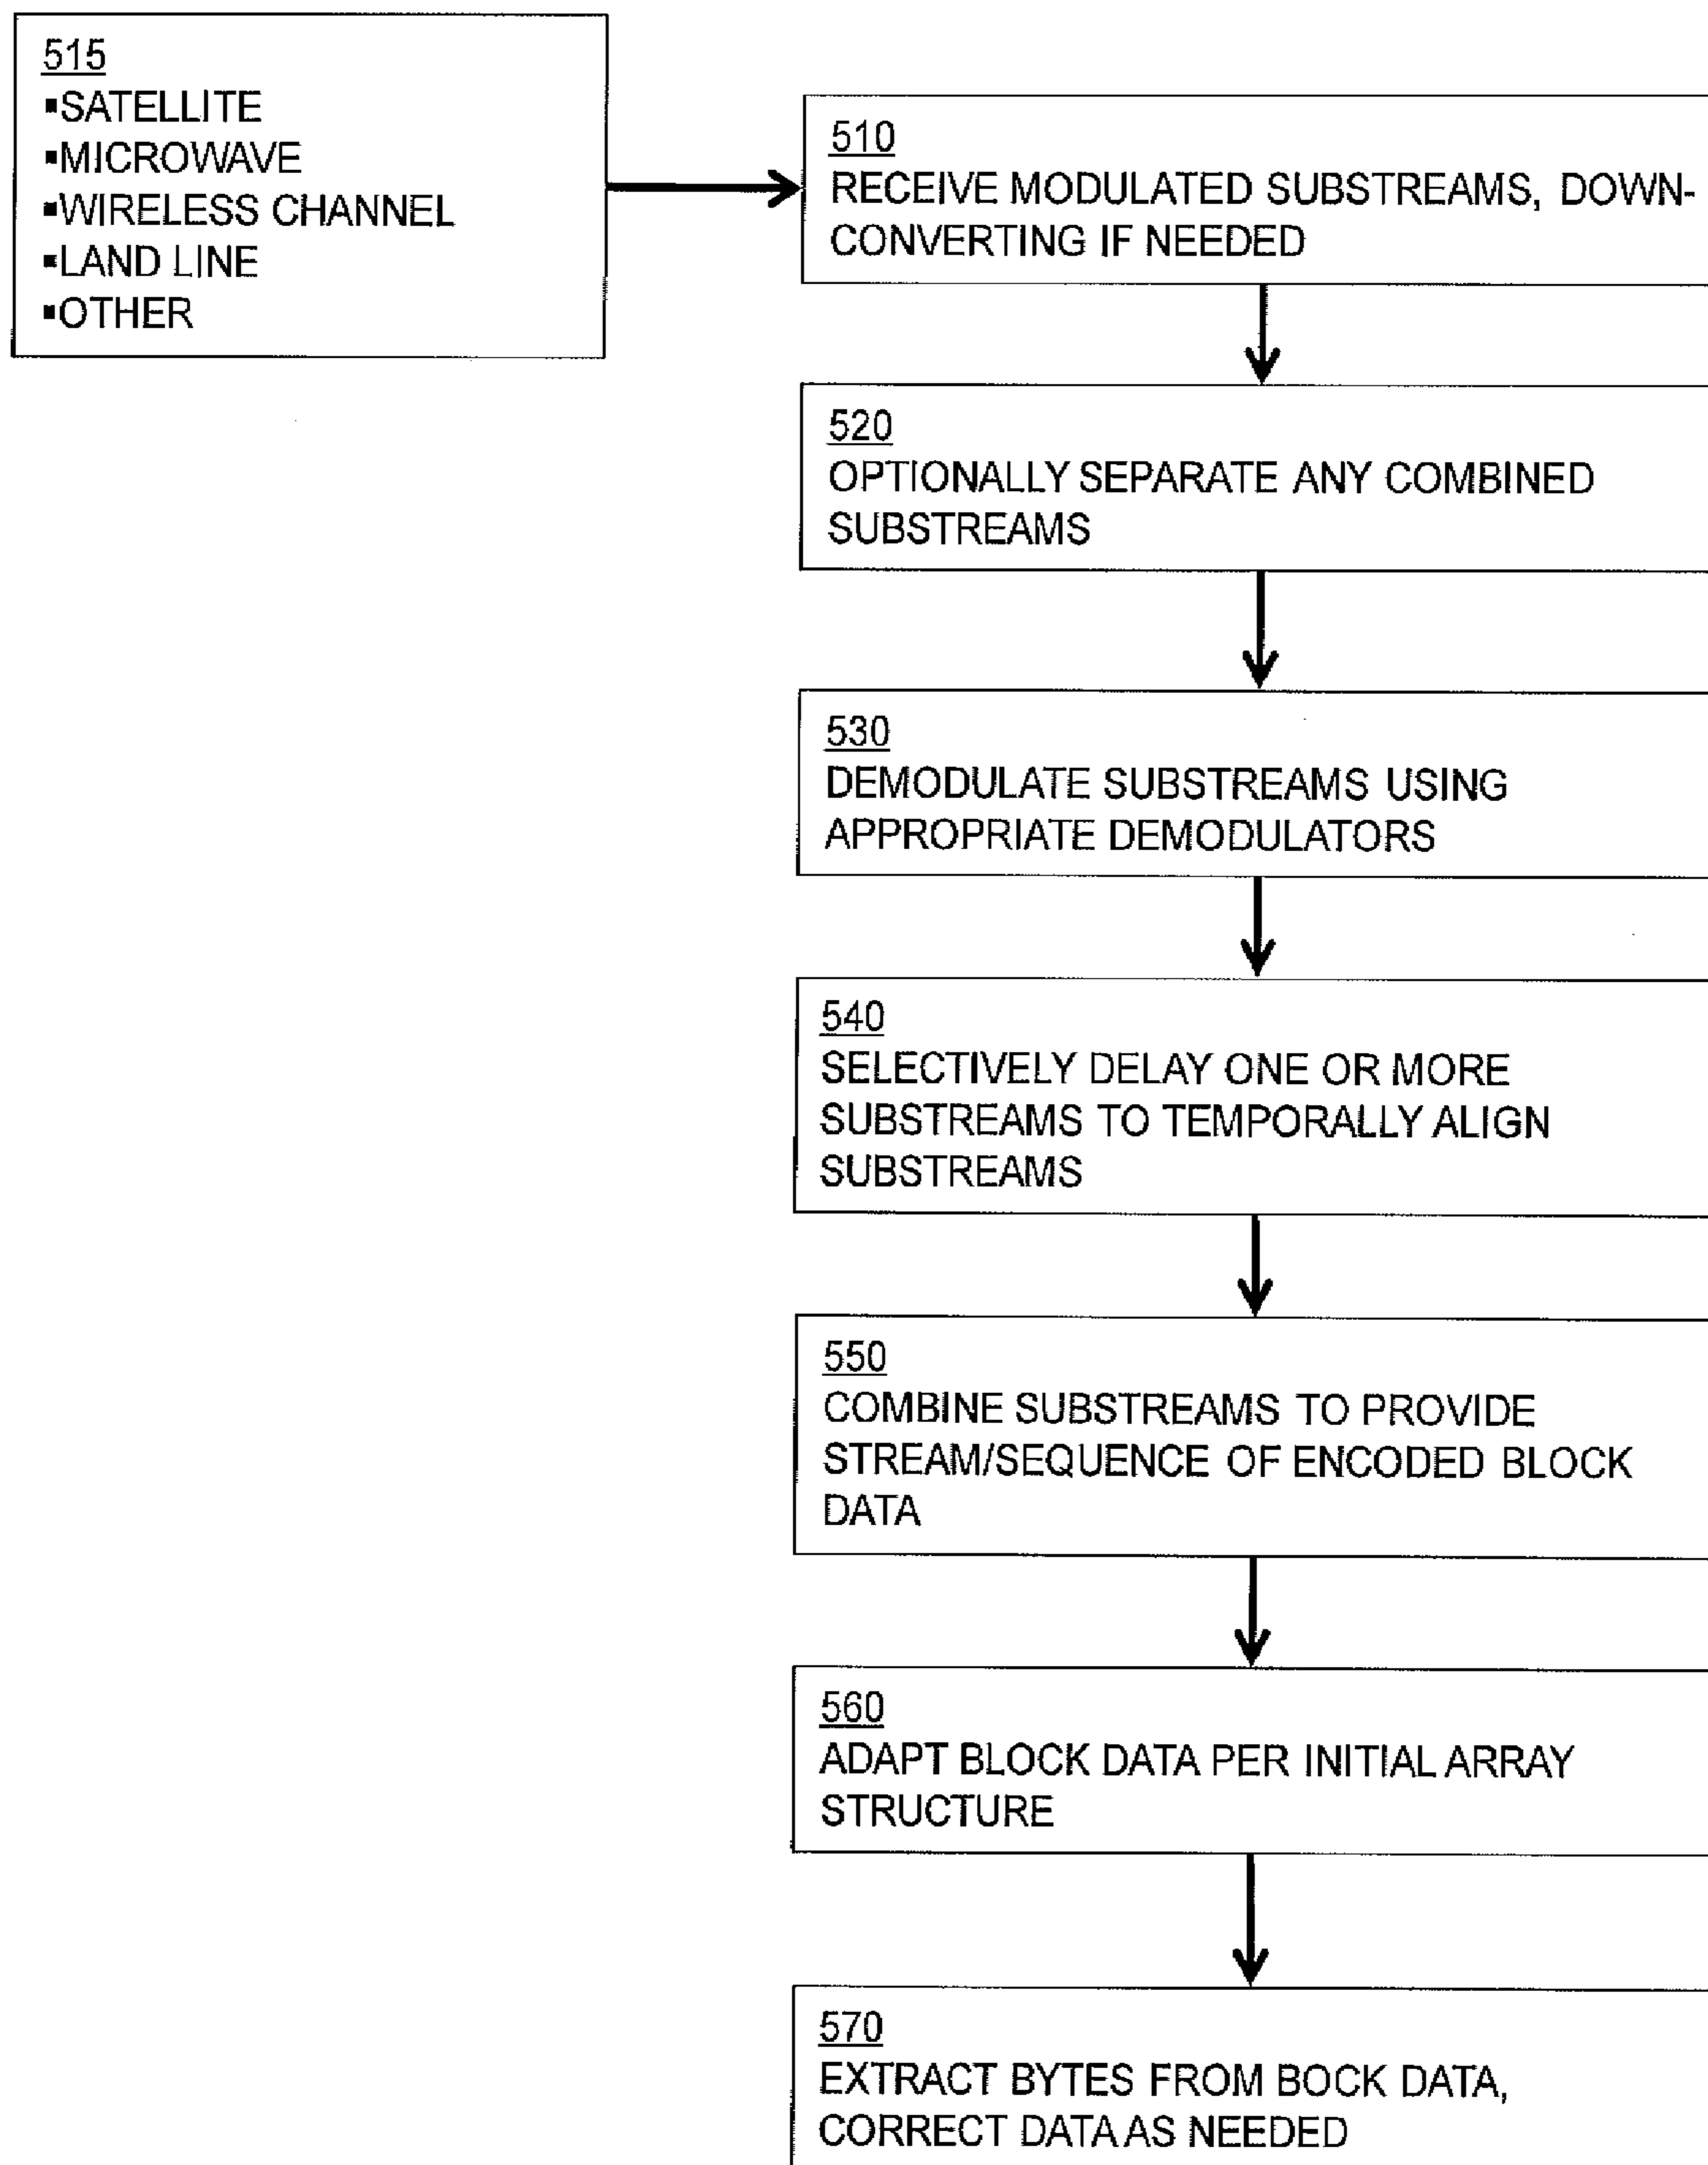 515
▪SATELLITE
▪MICROWAVE
▪WIRELESS CHANNEL
▪LAND LINE
▪OTHER
510
RECEIVE MODULATED SUBSTREAMS, DOWN-
CONVERTING IF NEEDED
520
OPTIONALLY SEPARATE ANY COMBINED
SUBSTREAMS
530
DEMODULATE SUBSTREAMS USING
APPROPRIATE DEMODULATORS
540
SELECTIVELY DELAY ONE OR MORE
SUBSTREAMS TO TEMPORALLY ALIGN
SUBSTREAMS
550
COMBINE SUBSTREAMS TO PROVIDE
STREAM/SEQUENCE OF ENCODED BLOCK
DATA
560
ADAPT BLOCK DATA PER INITIAL ARRAY
STRUCTURE
570
EXTRACT BYTES FROM BOCK DATA,
CORRECT DATA AS NEEDED